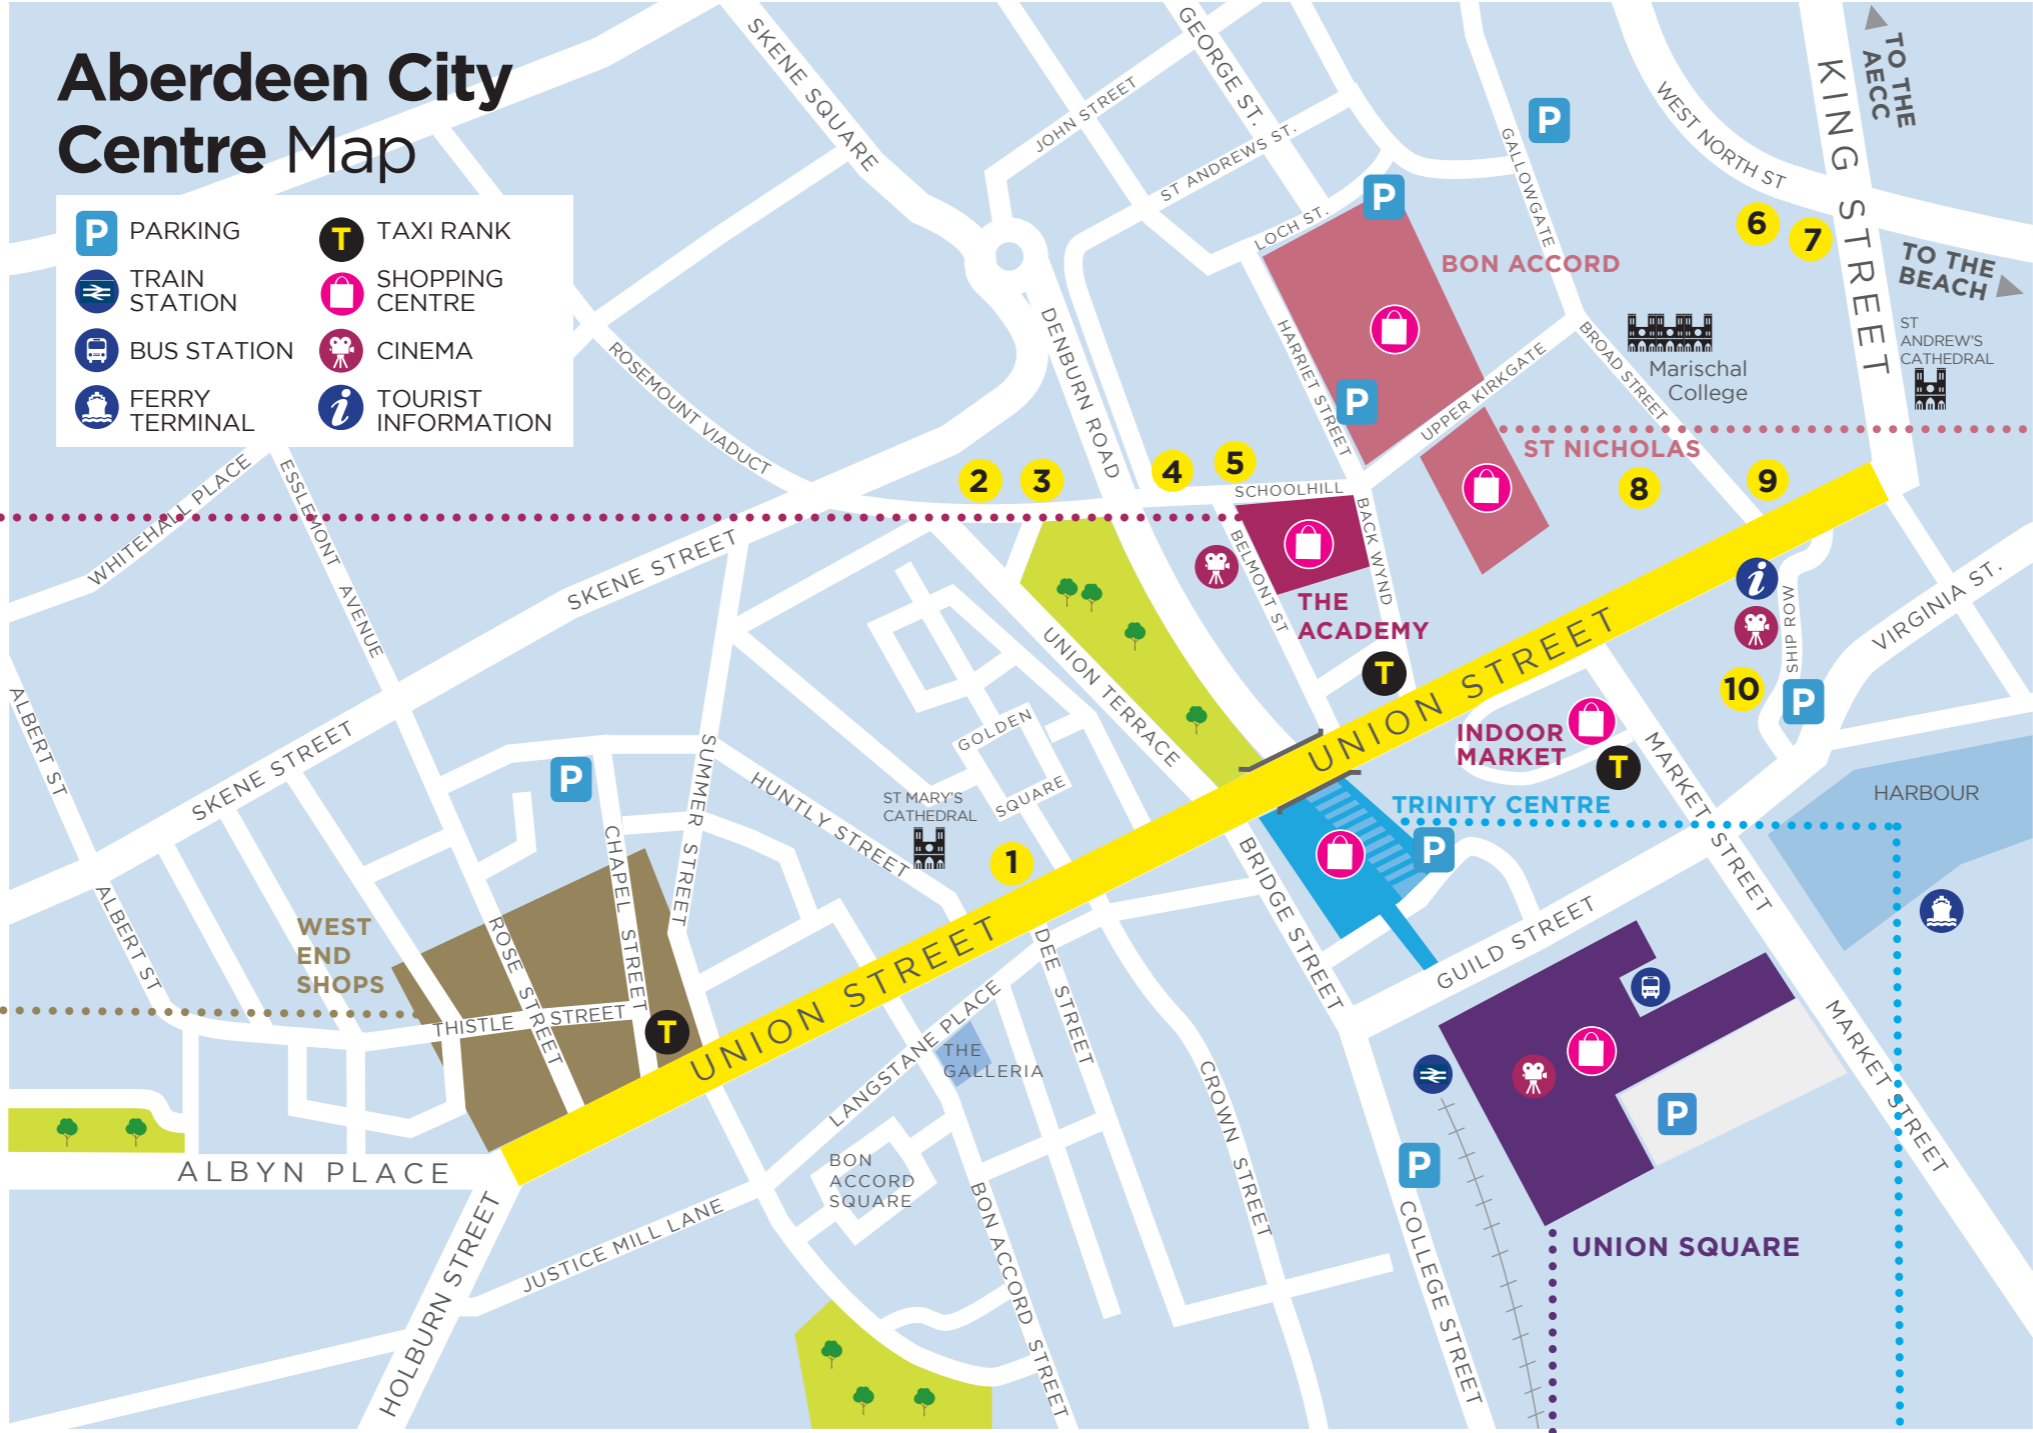 Aberdeen City
Centre Map
P PARKING
T TAXI RANK
TRAIN
STATION
SHOPPING
CENTRE
BUS STATION
CINEMA
FERRY
TERMINAL
i TOURIST
INFORMATION
SKENE SQUARE
GEORGE ST.
JOHN STREET
ST ANDREWS ST.
LOCH ST.
P
P
GALLOWGATE
WEST NORTH ST
KING STREET
TO THE
AECC
6
7
TO THE
BEACH
BON ACCORD
ST
ANDREW'S
CATHEDRAL
Marischal
College
BROAD STREET
UPPER KIRKGATE
HARRIET STREET
P
DENBURN ROAD
ROSEMOUNT VIADUCT
ST NICHOLAS
WHITEHALL PLACE
ESSLEMONT AVENUE
2
3
4
5
8
9
SCHOOLHILL
BACK WYND
BELMONT ST
THE
ACADEMY
SKENE STREET
i
SHIP ROW
VIRGINIA ST.
10
P
T
UNION STREET
INDOOR
MARKET
T
MARKET STREET
UNION TERRACE
GOLDEN
SQUARE
ALBERT ST
SKENE STREET
P
SUMMER STREET
HUNTLY STREET
ST MARY'S
CATHEDRAL
1
TRINITY CENTRE
P
HARBOUR
CHAPEL STREET
ALBERT ST
WEST
END
SHOPS
ROSE STREET
THISTLE STREET
T
UNION STREET
DEE STREET
BRIDGE STREET
GUILD STREET
LANGSTANE PLACE
THE
GALLERIA
MARKET STREET
CROWN STREET
P
P
ALBYN PLACE
BON
ACCORD
SQUARE
JUSTICE MILL LANE
HOLBURN STREET
BON ACCORD STREET
COLLEGE STREET
UNION SQUARE